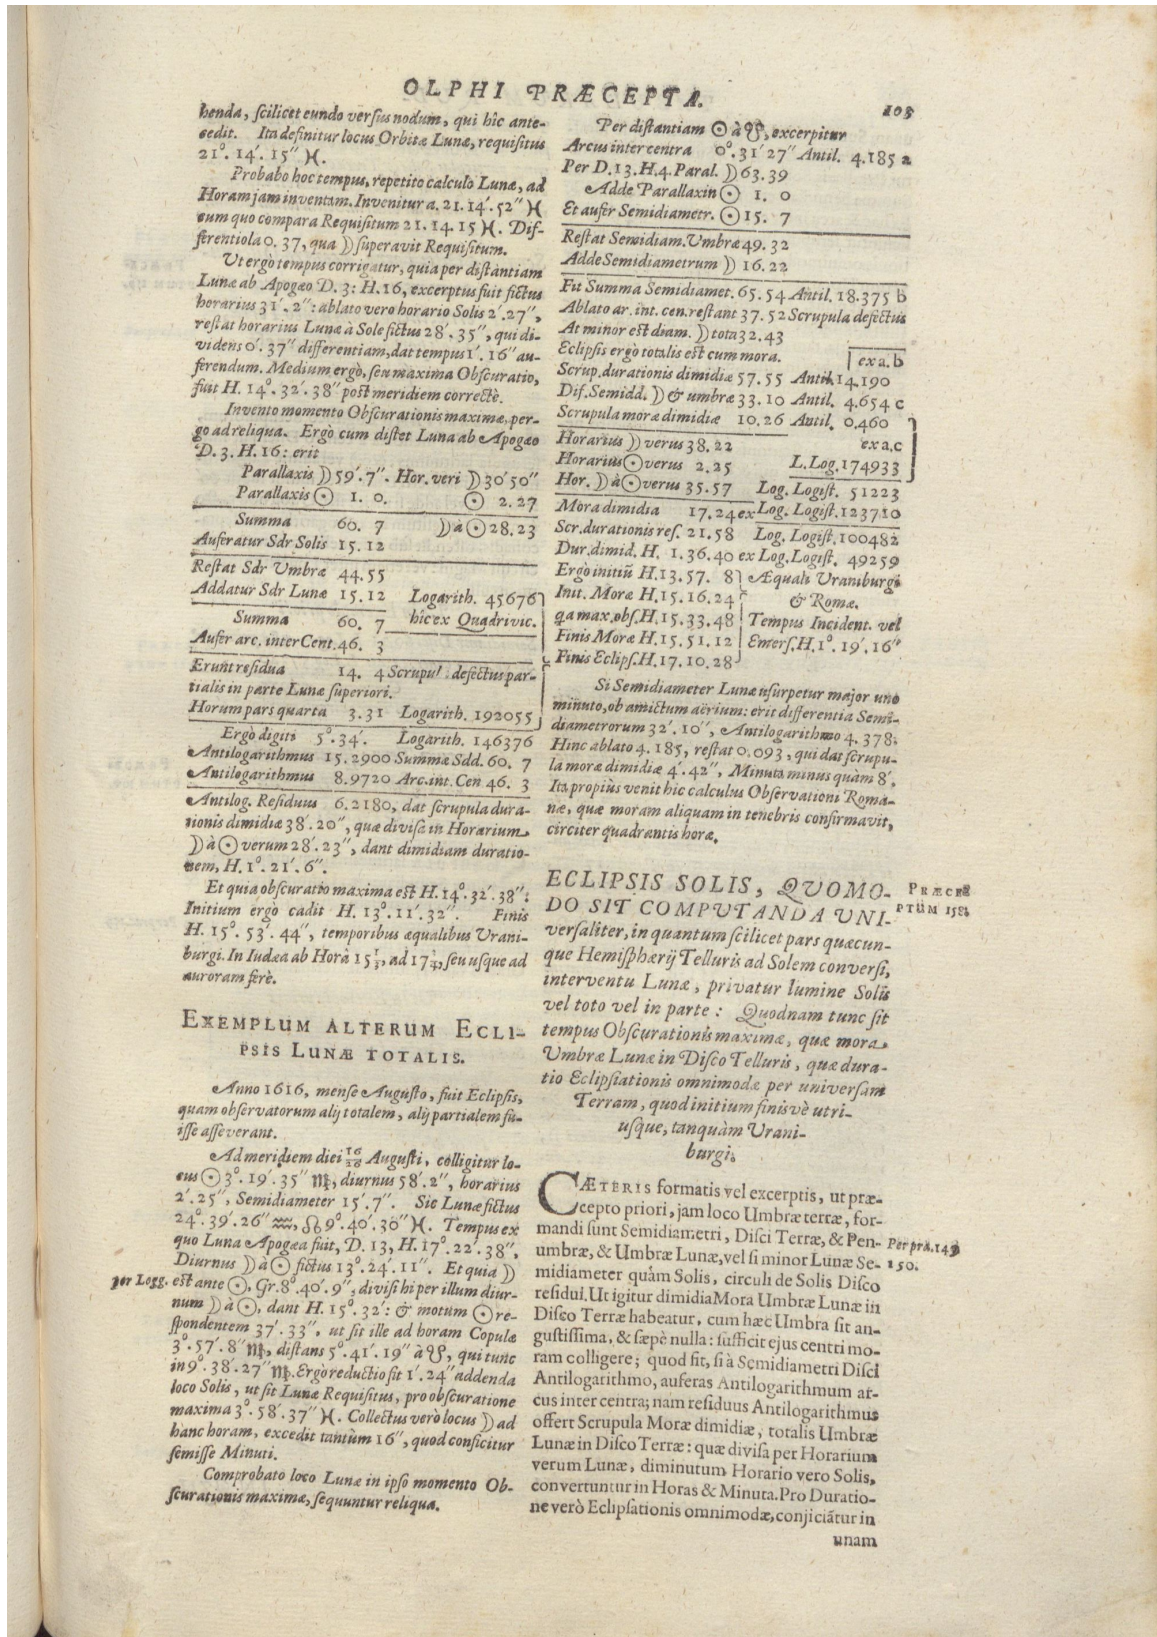 OLPHI PRÆCEPTA.
105
henda, scilicet eundo versus nodum, qui hîc ante-
cedit. Ita definitur locus Orbitæ Lunæ, requisitus
21°. 14′. 15″ ♓.
Probabo hoc tempus, repetito calculo Lunæ, ad
Horam jam inventam. Invenitur a. 21. 14′. 52″ ♓
cum quo compara Requisitum 21. 14. 15 ♓. Dif-
ferentiola 0. 37, qua ☽ superavit Requisitum.
Ut ergò tempus corrigatur, quia per distantiam
Lunæ ab Apogæo D. 3: H. 16, excerptus fuit fictus
horarius 31′. 2″: ablato vero horario Solis 2′. 27″,
restat horarius Lunæ à Sole fictus 28′. 35″, qui di-
videns 0′. 37″ differentiam, dat tempus 1′. 16″ au-
ferendum. Medium ergò, seu maxima Obscuratio,
fuit H. 14°. 32′. 38″ post meridiem correctè.
Invento momento Obscurationis maximæ, per-
go ad reliqua. Ergò cum distet Luna ab Apogæo
D. 3. H. 16: erit
Parallaxis ☽ 59′. 7″. Hor. veri ☽ 30′ 50″
Parallaxis ☉ 1. 0. ☉ 2. 27
Summa 60. 7 ☽ à ☉ 28. 23
Auferatur Sdr Solis 15. 12
Restat Sdr Umbræ 44. 55
Addatur Sdr Lunæ 15. 12 Logarith. 45676
Summa 60. 7 hîc ex Quadrivic.
Aufer arc. inter Cent. 46. 3
Erunt residua 14. 4 Scrupul. defectus par-
tialis in parte Lunæ superiori.
Horum pars quarta 3. 31 Logarith. 192055
Ergò digiti 5°. 34′. Logarith. 146376
Antilogarithmus 15. 2900 Summæ Sdd. 60. 7
Antilogarithmus 8. 9720 Arc. int. Cen 46. 3
Antilog. Residuus 6. 2180, dat scrupula dura-
tionis dimidiæ 38′. 20″, quæ divisa in Horarium
☽ à ☉ verum 28′. 23″, dant dimidiam duratio-
nem, H. 1°. 21′. 6″.
Et quia obscuratio maxima est H. 14°. 32′. 38″:
Initium ergo cadit H. 13°. 11′. 32″. Finis
H. 15°. 53′. 44″, temporibus æqualibus Urani-
burgi. In Iudæa ab Horâ 15 ⅓, ad 17 ¼, seu usque ad
auroram ferè.
EXEMPLUM ALTERUM ECLI-
PSIS LUNÆ TOTALIS.
Anno 1616, mense Augusto, fuit Eclipsis,
quam observatorum alij totalem, alij partialem fu-
isse asseverant.
Ad meridiem diei 16/26 Augusti, colligitur lo-
cus ☉ 3°. 19′. 35″ ♍, diurnus 58′. 2″, horarius
2′. 25″, Semidiameter 15′. 7″. Sic Lunæ fictus
24°. 39′. 26″ ♒, ☊ 9°. 40′. 30″ ♓. Tempus ex
quo Luna Apogæa fuit, D. 13, H. 17°. 22′. 38″,
Diurnus ☽ à ☉ fictus 13°. 24′. 11″. Et quia ☽
per Logg.
est ante ☉, Gr. 8°. 40′. 9″, divisi hi per illum diur-
num ☽ à ☉, dant H. 15°. 32′: & motum ☉ re-
spondentem 37′. 33″, ut sit ille ad horam Copulæ
3°. 57′. 8″ ♍, distans 5°. 41′. 19″ à ☋, qui tunc
in 9°. 38′. 27″ ♍. Ergo reductio sit 1′. 24″ addenda
loco Solis, ut sit Lunæ Requisitus, pro obscuratione
maxima 3°. 58′. 37″ ♓. Collectus verò locus ☽ ad
hanc horam, excedit tantùm 16″, quod conficitur
semisse Minuti.
Comprobato loco Lunæ in ipso momento Ob-
scurationis maximæ, sequuntur reliqua.
Per distantiam ☉ à ☋, excerpitur
Arcus inter centra 0°. 31′ 27″ Antil. 4.185 a
Per D. 13. H. 4. Paral. ☽ 63. 39
Adde Parallaxin ☉ 1. 0
Et aufer Semidiametr. ☉ 15. 7
Restat Semidiam. Umbræ 49. 32
Adde Semidiametrum ☽ 16. 22
Fit Summa Semidiamet. 65. 54 Antil. 18.375 b
Ablato ar. int. cen. restant 37. 52 Scrupula defectus
At minor est diam. ☽ tota 32. 43
Eclipsis ergò totalis est cum mora. ex a. b
Scrup. durationis dimidiæ 57. 55 Antil. 14.190
Dif. Semidd. ☽ & umbræ 33. 10 Antil. 4.654 c
Scrupula moræ dimidiæ 10. 26 Antil. 0.460
Horarius ☽ verus 38. 22 ex a, c
Horarius ☉ verus 2. 25 L. Log. 174933
Hor. ☽ à ☉ verus 35. 57 Log. Logist. 51223
Mora dimidia 17. 24 ex Log. Logist. 123710
Scr. durationis res. 21. 58 Log. Logist. 100482
Dur. dimid. H. 1. 36. 40 ex Log. Logist. 49259
Ergò initiũ H. 13. 57. 8 Æquali Uraniburgi
Init. Moræ H. 15. 16. 24 & Romæ.
qa max. obs. H. 15. 33. 48 Tempus Incident. vel
Finis Moræ H. 15. 51. 12 Emers. H. 1°. 19′. 16″
Finis Eclips. H. 17. 10. 28
Si Semidiameter Lunæ usurpetur major uno
minuto, ob amictum aërium: erit differentia Semi-
diametrorum 32′. 10″, Antilogarithmo 4. 378.
Hinc ablato 4. 185, restat 0.093, qui dat scrupu-
la moræ dimidiæ 4′. 42″, Minuta minus quàm 8′.
Ita propiùs venit hic calculus Observationi Roma-
næ, quæ moram aliquam in tenebris confirmavit,
circiter quadrantis horæ.
ECLIPSIS SOLIS, QUOMO-
PRÆCE
DO SIT COMPUTANDA UNI-
PTUM 158.
versaliter, in quantum scilicet pars quæcun-
que Hemisphærij Telluris ad Solem conversi,
interventu Lunæ, privatur lumine Solis
vel toto vel in parte: Quodnam tunc sit
tempus Obscurationis maximæ, quæ mora
Umbræ Lunæ in Disco Telluris, quæ dura-
tio Eclipsationis omnimodæ per universam
Terram, quod initium finisvè utri-
usque, tanquàm Urani-
burgi.
CÆTERIS formatis vel excerptis, ut præ-
cepto priori, jam loco Umbræ terræ, for-
mandi sunt Semidiametri, Disci Terræ, & Pen-
Per præ. 149
umbræ, & Umbræ Lunæ, vel si minor Lunæ Se-
150.
midiameter quàm Solis, circuli de Solis Disco
residui. Ut igitur dimidia Mora Umbræ Lunæ in
Disco Terræ habeatur, cum hæc Umbra sit an-
gustissima, & sæpè nulla: sufficit ejus centri mo-
ram colligere; quod fit, si à Semidiametri Disci
Antilogarithmo, auferas Antilogarithmum ar-
cus inter centra; nam residuus Antilogarithmus
offert Scrupula Moræ dimidiæ, totalis Umbræ
Lunæ in Disco Terræ: quæ divisa per Horarium
verum Lunæ, diminutum Horario vero Solis,
convertuntur in Horas & Minuta. Pro Duratio-
ne verò Eclipsationis omnimodæ, conjiciãtur in
unam